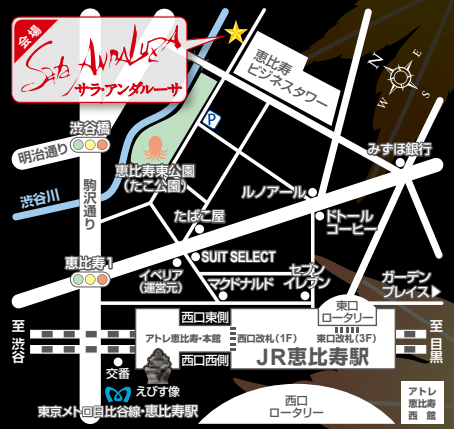 会場
Sala ANDALUZA
サラ・アンダルーサ
恵比寿
ビジネスタワー
N
E
W
S
渋谷橋
明治通り
P
みずほ銀行
恵比寿東公園
(たこ公園)
渋谷川
駒沢通り
ルノアール
たばこ屋
ドトール
コーヒー
SUIT SELECT
恵比寿1
イベリア
(運営元)
マクドナルド
セブン
イレブン
ガーデン
プレイス▶
東口
ロータリー
西口東側
至
渋谷
アトレ恵比寿・本館
西口改札(1F)
東口改札(3F)
至
目黒
西口西側
JR恵比寿駅
交番
えびす像
東京メトロ日比谷線・恵比寿駅
西口
ロータリー
アトレ
恵比寿
西 館